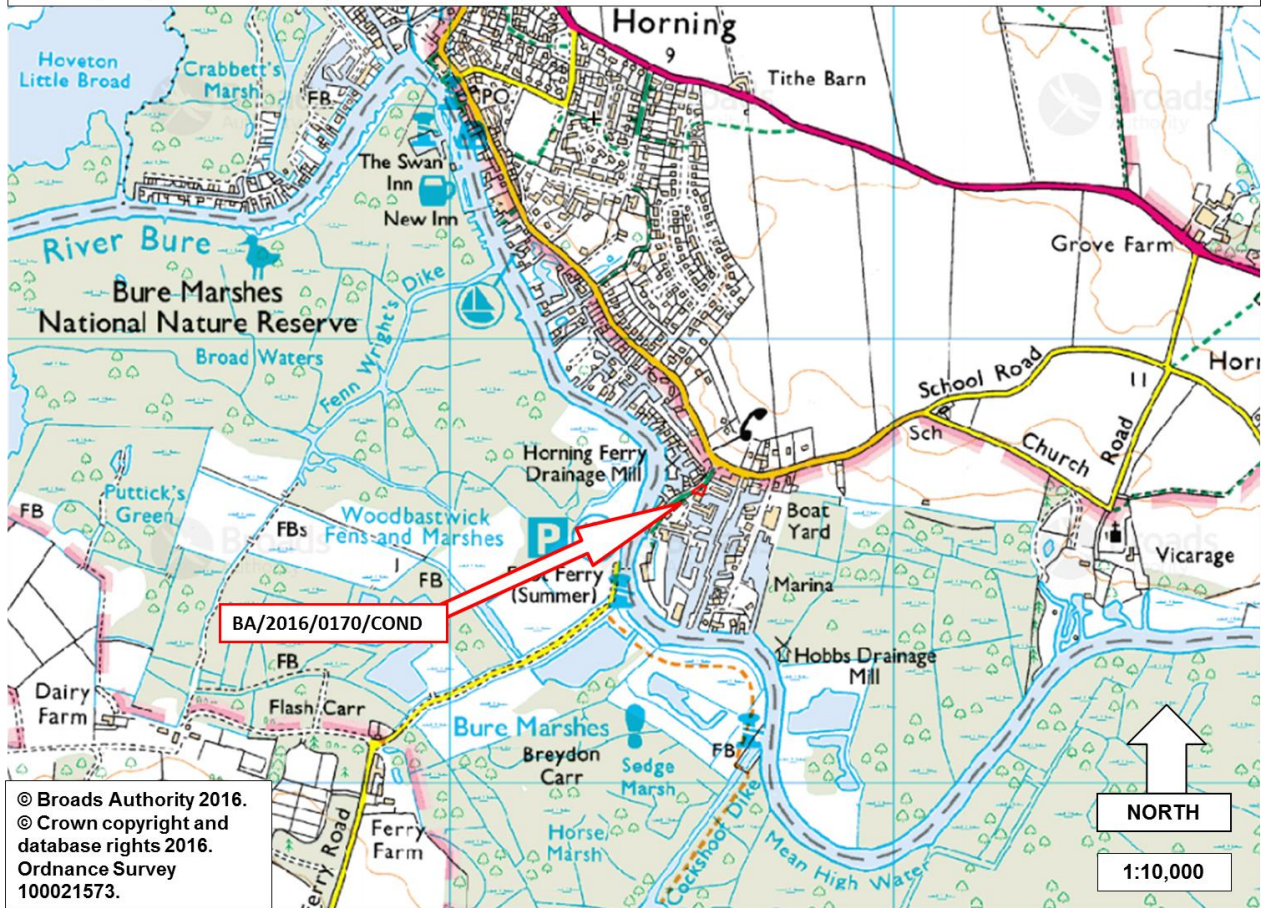 Horning
9
Hoveton
Little Broad
Crabbett's
Marsh
FB
PO
Tithe Barn
Broads
Authority
The Swan
Inn
New Inn
River Bure
Grove Farm
Bure Marshes
National Nature Reserve
Fenn Wright's Dike
Broad Waters
School Road
11
Sch
Church
Road
Horning Ferry
Drainage Mill
Puttick's
Green
FB
FBs
Woodbastwick
Fens and Marshes
FB
P
Boat
Yard
Vicarage
Ferry
(Summer)
Marina
BA/2016/0170/COND
FB
Hobbs Drainage
Mill
Dairy
Farm
Flash Carr
Bure Marshes
Breydon
Carr
Sedge
Marsh
FB
NORTH
© Broads Authority 2016.
© Crown copyright and
database rights 2016.
Ordnance Survey
100021573.
Ferry
Farm
Horse
Marsh
Cockshoot Dike
Mean High Water
1:10,000